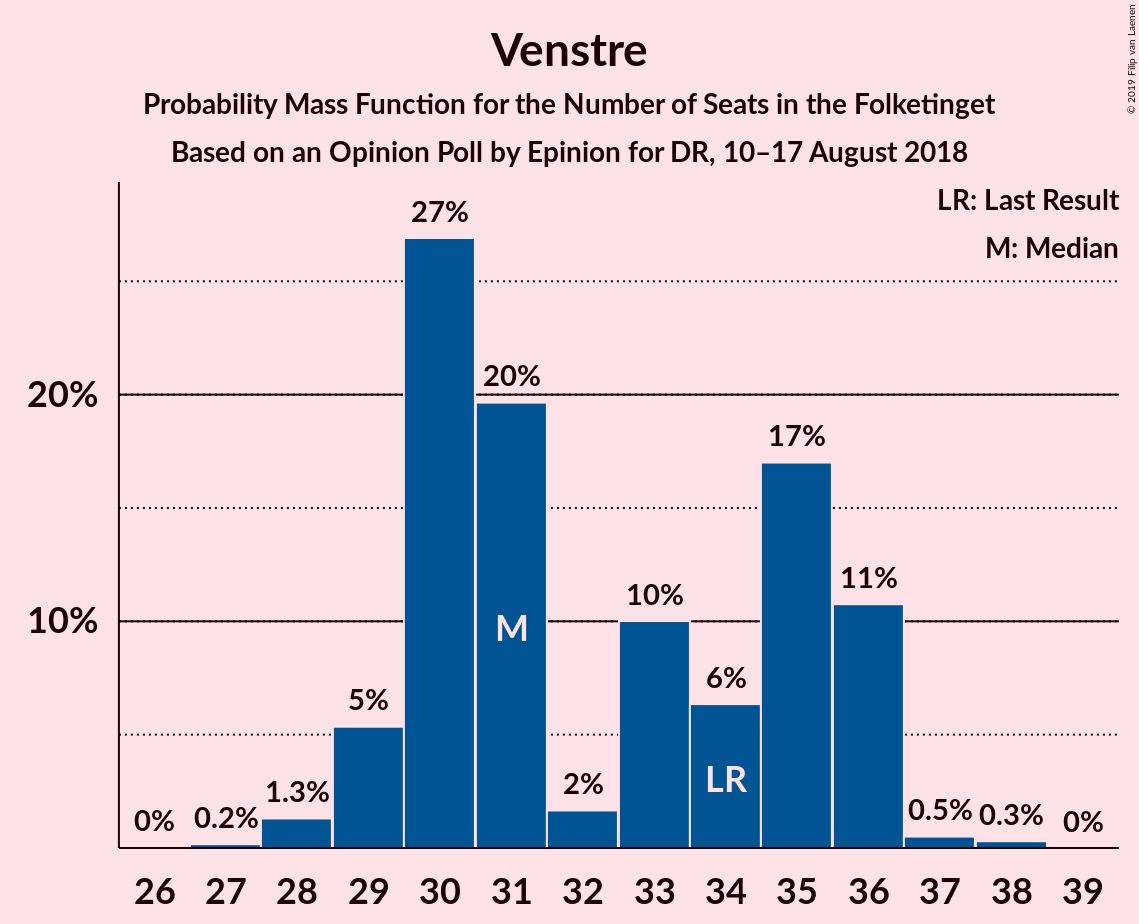 Venstre
Probability Mass Function for the Number of Seats in the Folketinget
Based on an Opinion Poll by Epinion for DR, 10–17 August 2018
© 2019 Filip van Laenen
LR: Last Result
M: Median
20%
10%
0%
0.2%
1.3%
5%
27%
20%
2%
10%
6%
17%
11%
0.5%
0.3%
0%
M
LR
26 27 28 29 30 31 32 33 34 35 36 37 38 39